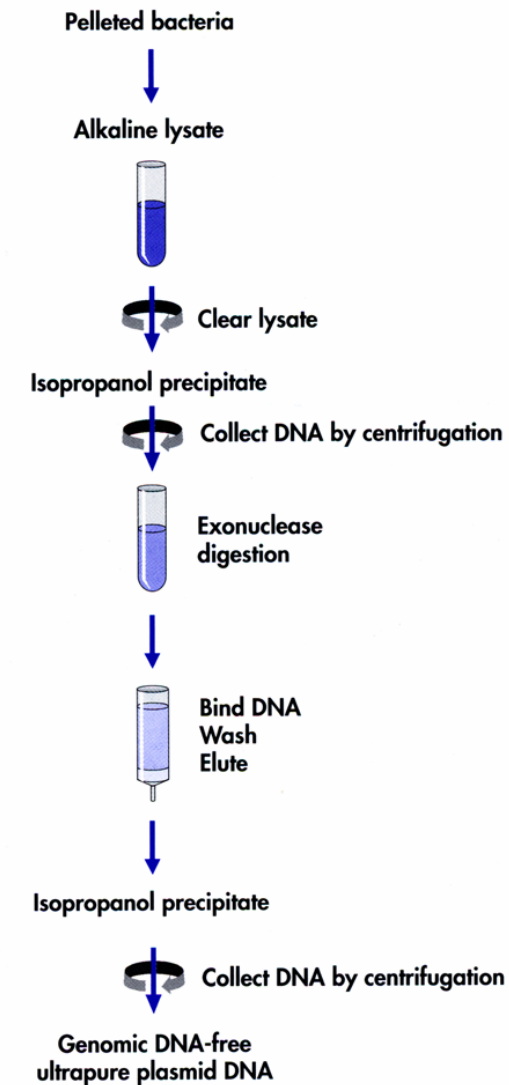 Pelleted bacteria
Alkaline lysate
Clear lysate
Isopropanol precipitate
Collect DNA by centrifugation
Exonuclease
digestion
Bind DNA
Wash
Elute
Isopropanol precipitate
Collect DNA by centrifugation
Genomic DNA-free
ultrapure plasmid DNA